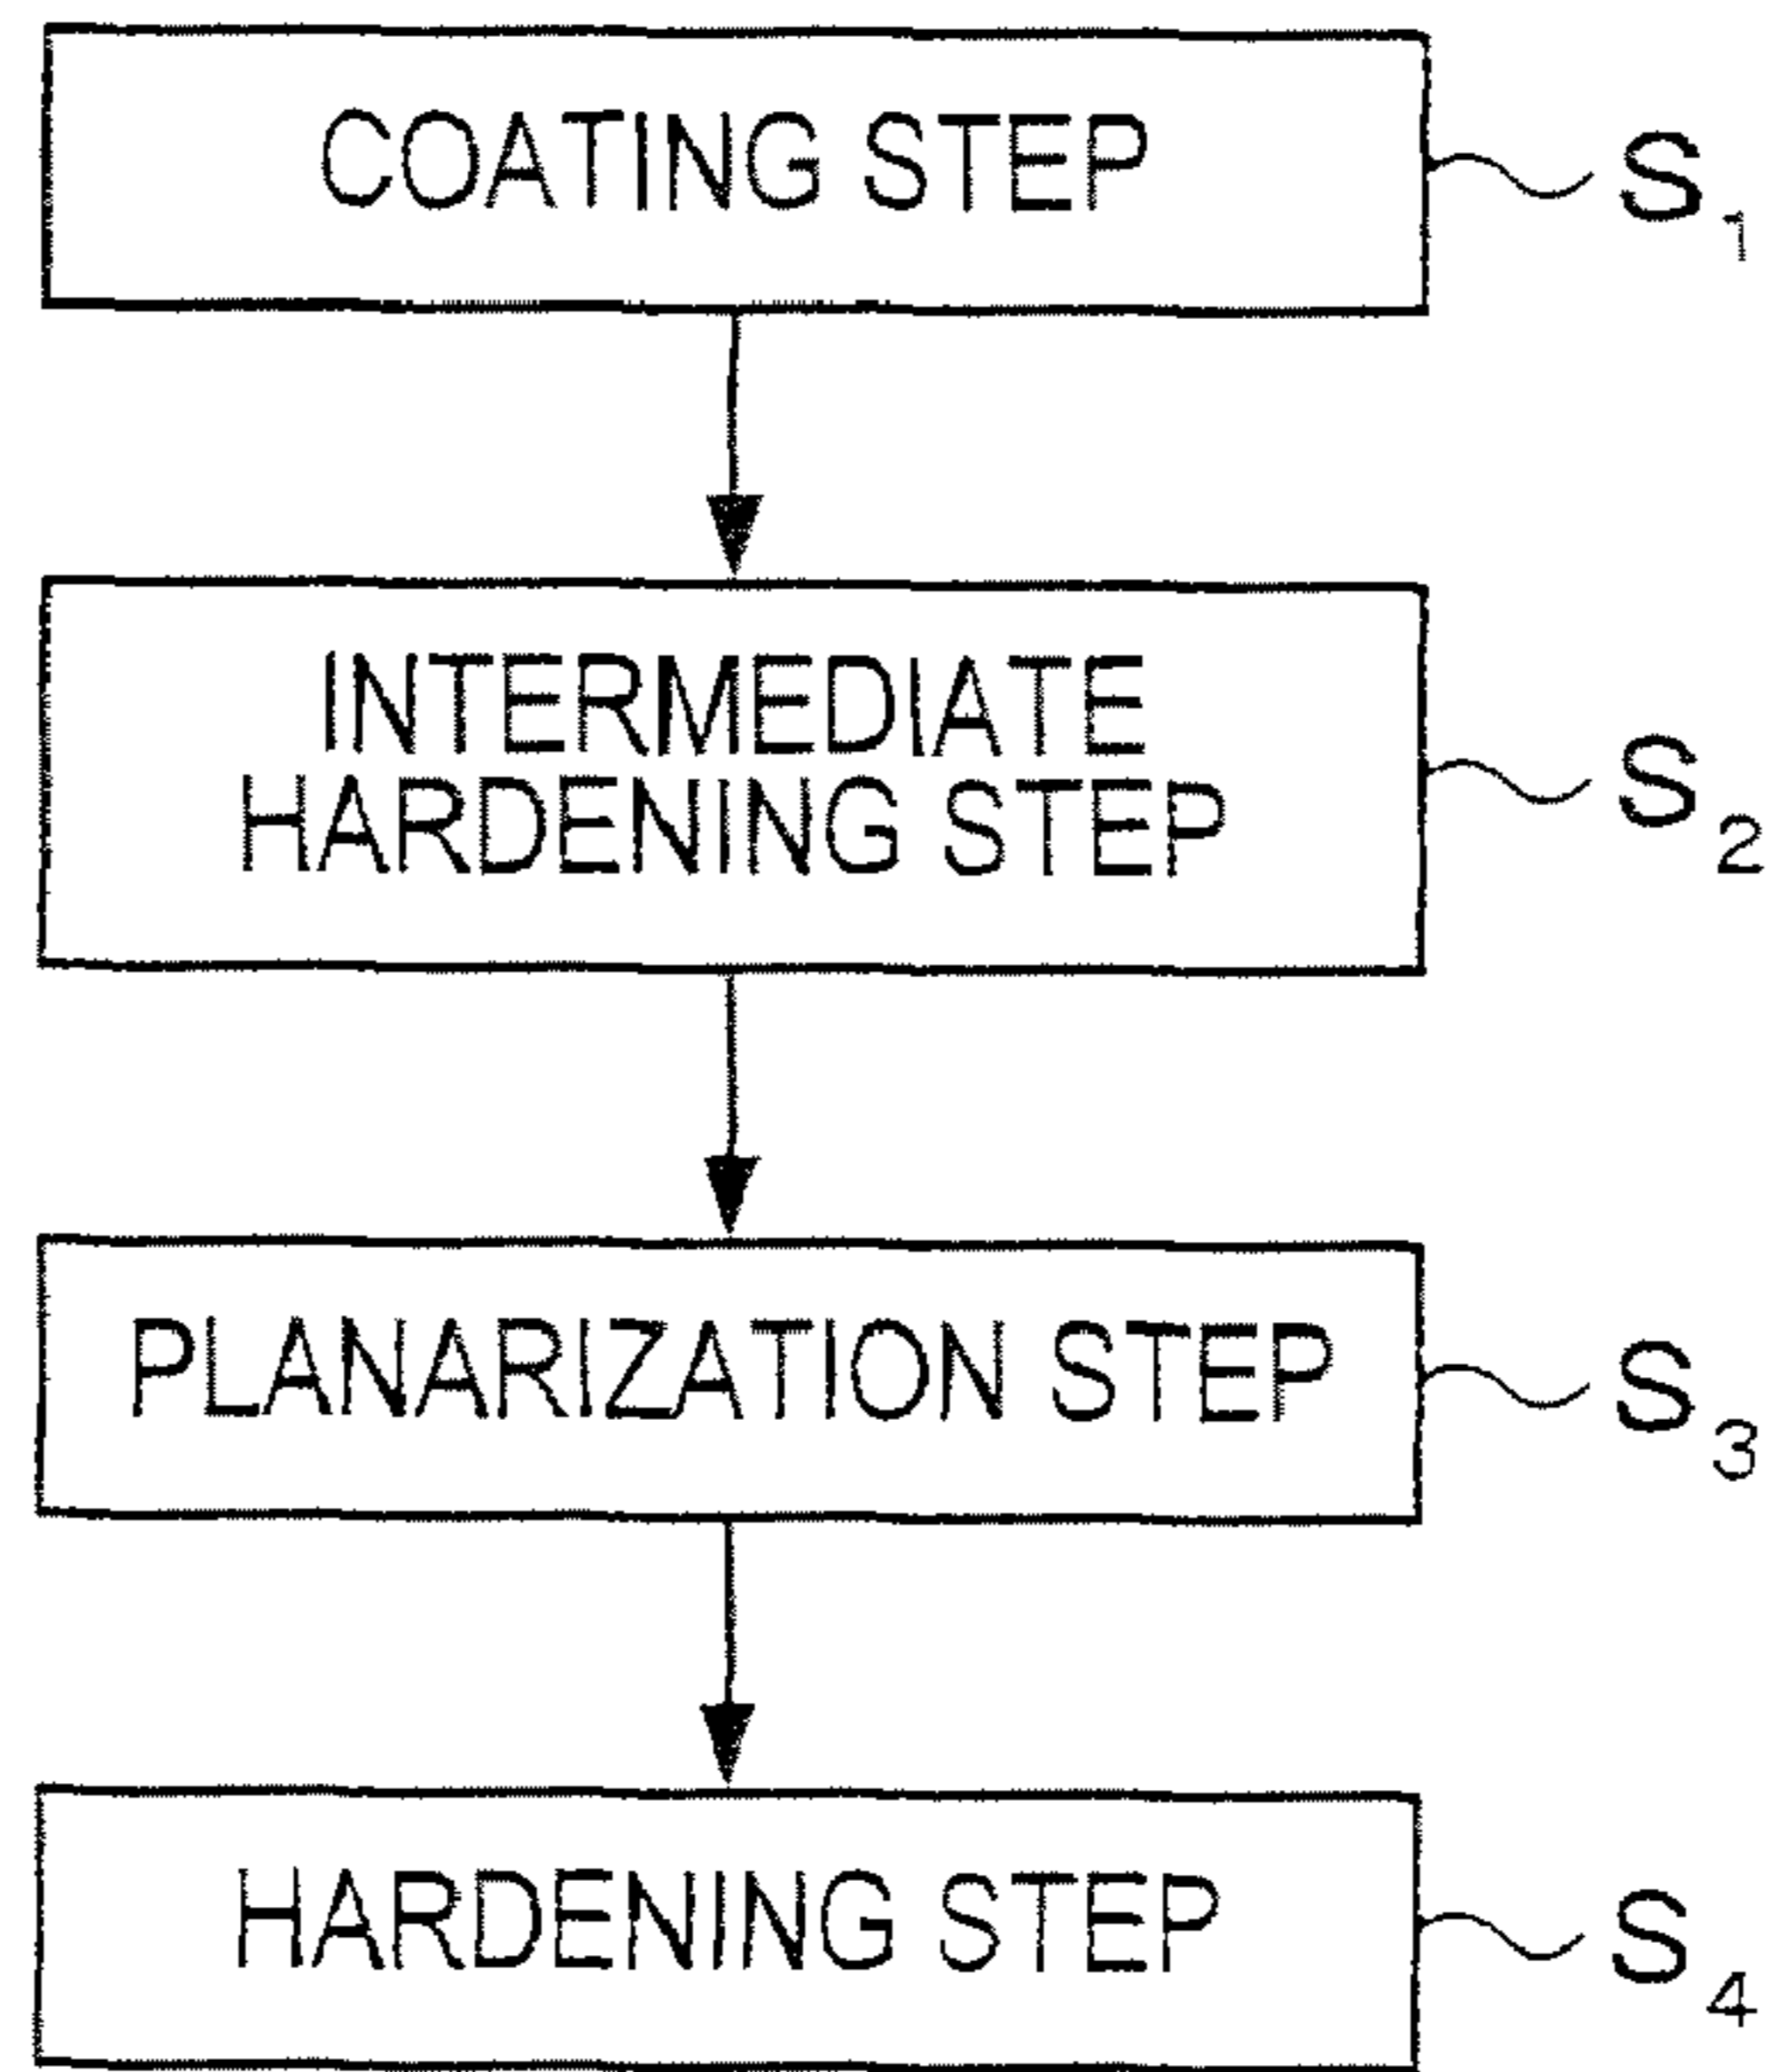 COATING STEP
S1
INTERMEDIATE
HARDENING STEP
S2
PLANARIZATION STEP
S3
HARDENING STEP
S4